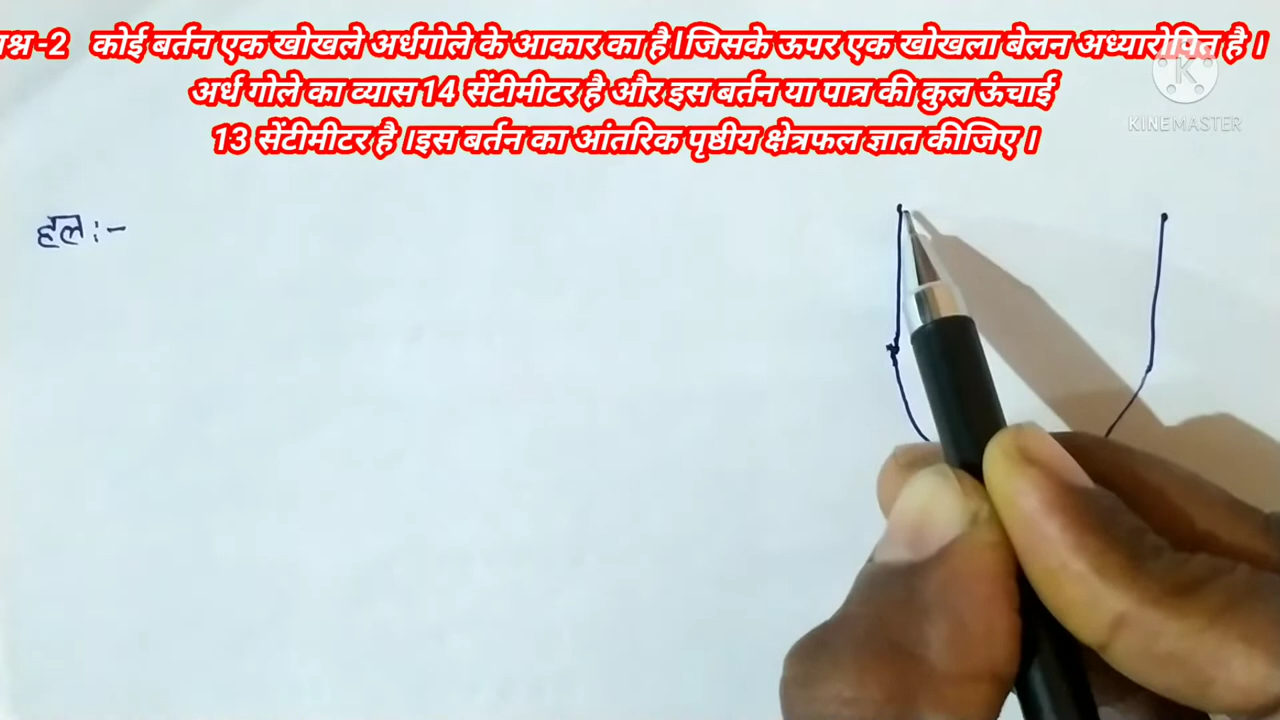 श्न -2 कोई बर्तन एक खोखले अर्धगोले के आकार का है।जिसके ऊपर एक खोखला बेलन अध्यारोपित है ।
अर्ध गोले का व्यास 14 सेंटीमीटर है और इस बर्तन या पात्र की कुल ऊंचाई
13 सेंटीमीटर है ।इस बर्तन का आंतरिक पृष्ठीय क्षेत्रफल ज्ञात कीजिए ।
K
KINEMASTER
हल :-